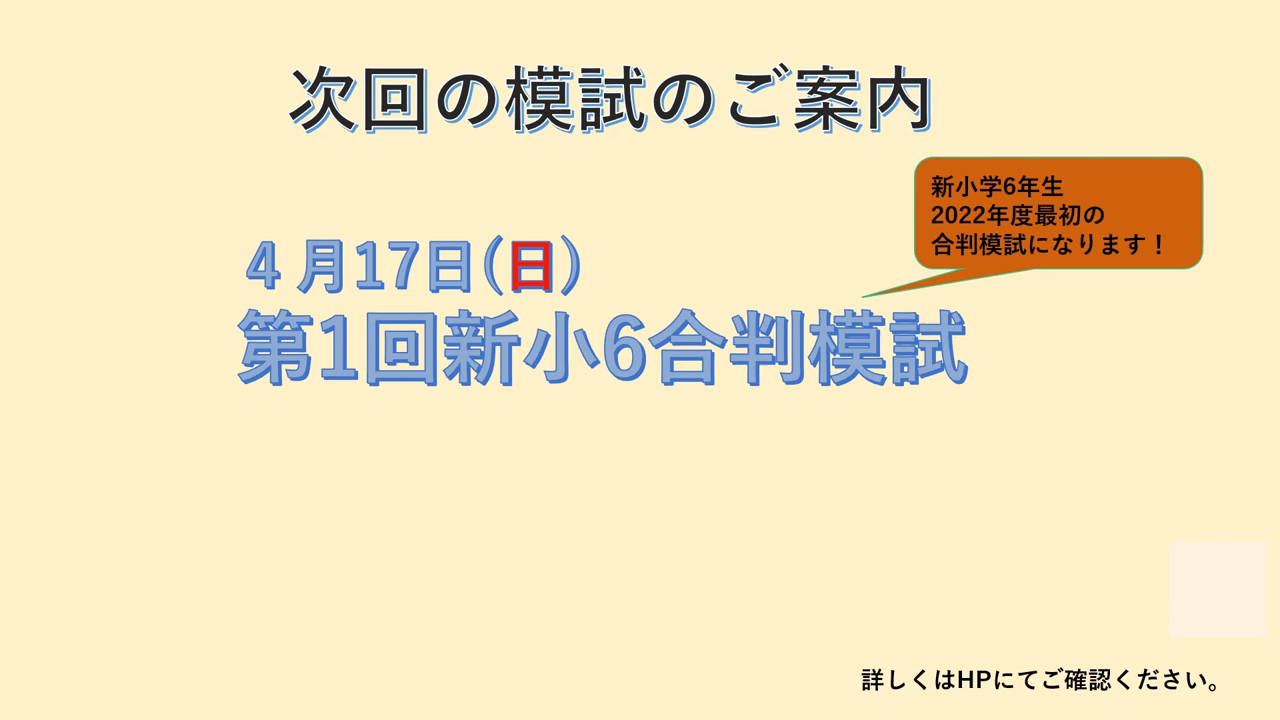 次回の模試のご案内
新小学6年生
2022年度最初の
合判模試になります！
４月17日(日)
第1回新小6合判模試
詳しくはHPにてご確認ください。